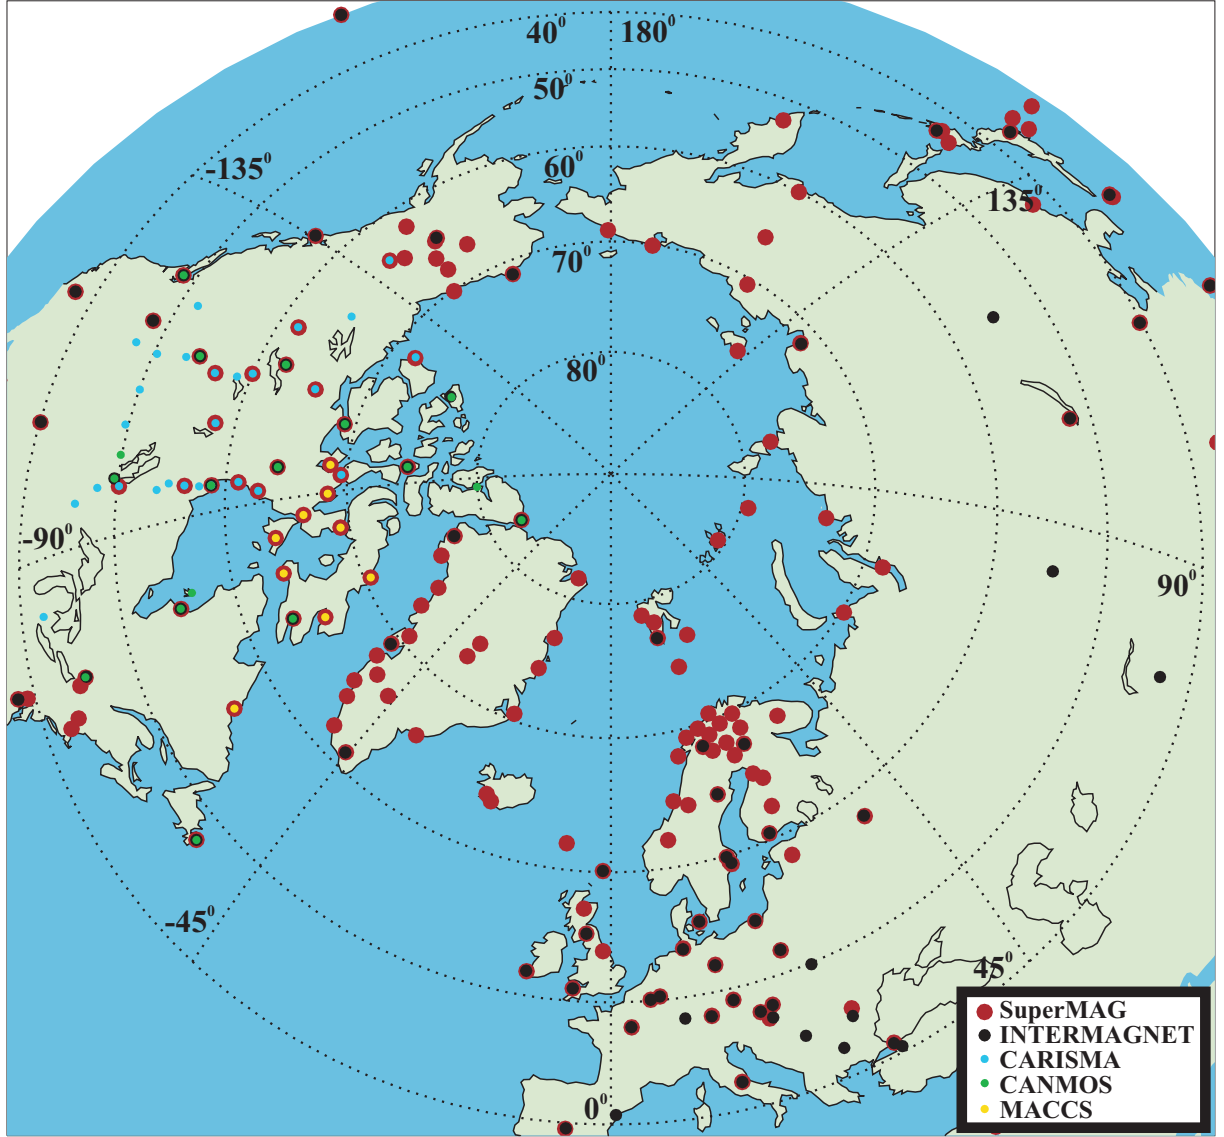 40⁰ 180⁰
50⁰
-135⁰ 60⁰
135⁰
70⁰
80⁰
-90⁰
90⁰
-45⁰
45⁰
0⁰
SuperMAG
INTERMAGNET
CARISMA
CANMOS
MACCS